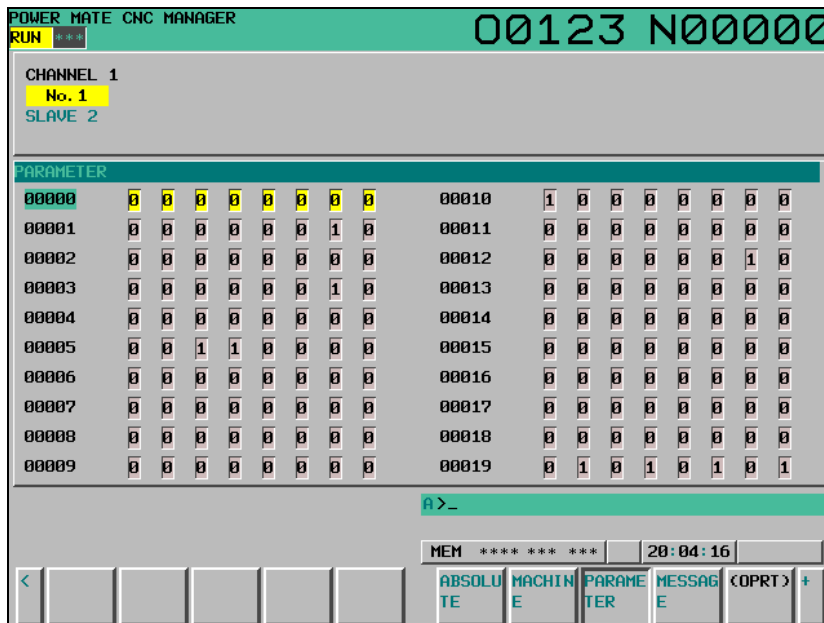 POWER MATE CNC MANAGER
RUN *** O0123 N00000
CHANNEL 1
No. 1
SLAVE 2
PARAMETER
00000 0 0 0 0 0 0 0 0 00010 1 0 0 0 0 0 0 0
00001 0 0 0 0 0 0 1 0 00011 0 0 0 0 0 0 0 0
00002 0 0 0 0 0 0 0 0 00012 0 0 0 0 0 0 1 0
00003 0 0 0 0 0 0 1 0 00013 0 0 0 0 0 0 0 0
00004 0 0 0 0 0 0 0 0 00014 0 0 0 0 0 0 0 0
00005 0 0 1 1 0 0 0 0 00015 0 0 0 0 0 0 0 0
00006 0 0 0 0 0 0 0 0 00016 0 0 0 0 0 0 0 0
00007 0 0 0 0 0 0 0 0 00017 0 0 0 0 0 0 0 0
00008 0 0 0 0 0 0 0 0 00018 0 0 0 0 0 0 0 0
00009 0 0 0 0 0 0 0 0 00019 0 1 0 1 0 1 0 1
A>_
MEM **** *** *** 20:04:16
< ABSOLU MACHIN PARAME MESSAG (OPRT) +
TE E TER E